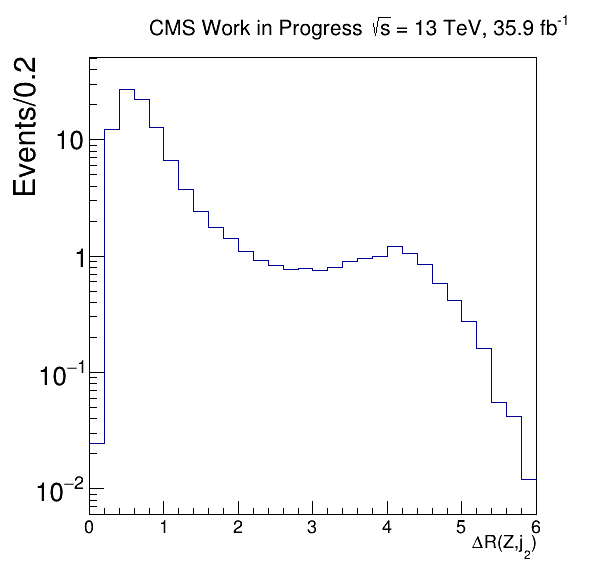 CMS Work in Progress √s = 13 TeV, 35.9 fb⁻¹
Events/0.2
10
1
10⁻¹
10⁻²
0 1 2 3 4 5 6
ΔR(Z,j₂)